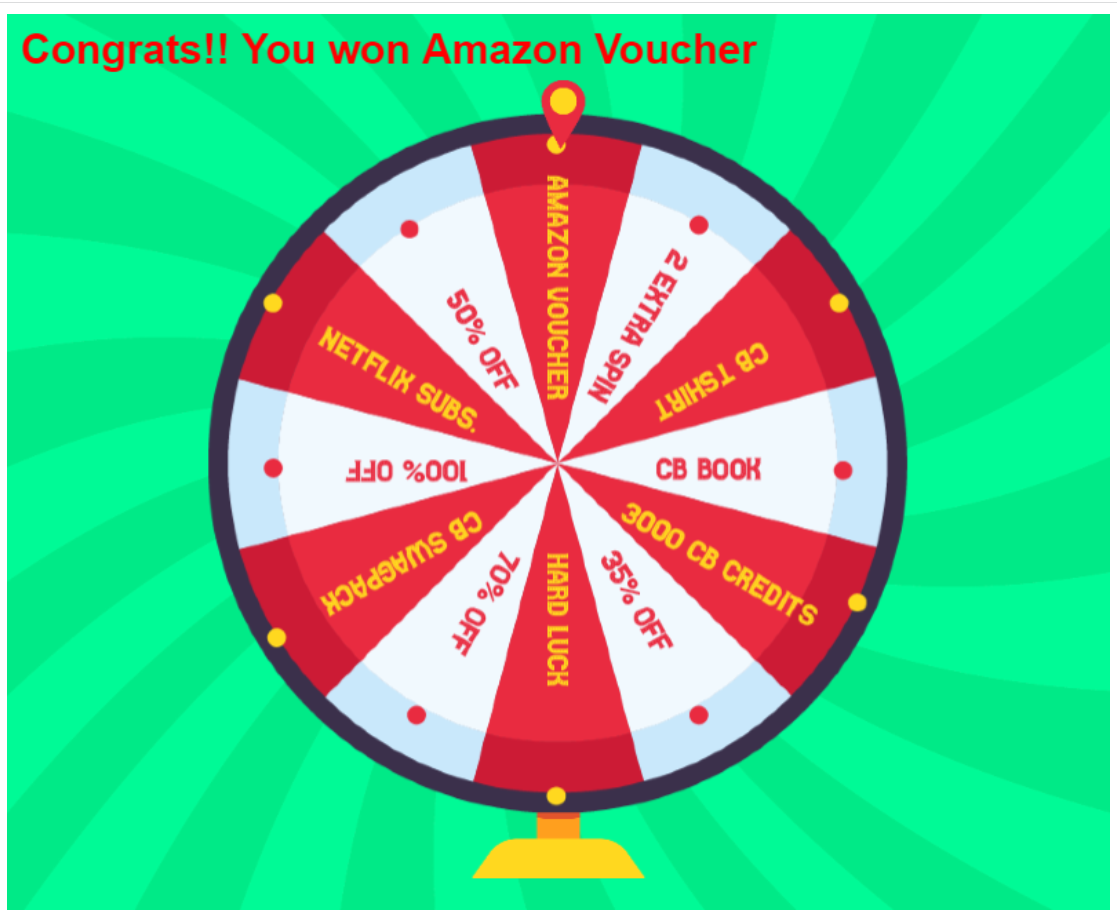 Congrats!! You won Amazon Voucher
AMAZON VOUCHER
2 EXTRA SPIN
CB TSHIRT
CB BOOK
3000 CB CREDITS
35% OFF
HARD LUCK
70% OFF
CB SWAGPACK
100% OFF
NETFLIX SUBS.
50% OFF